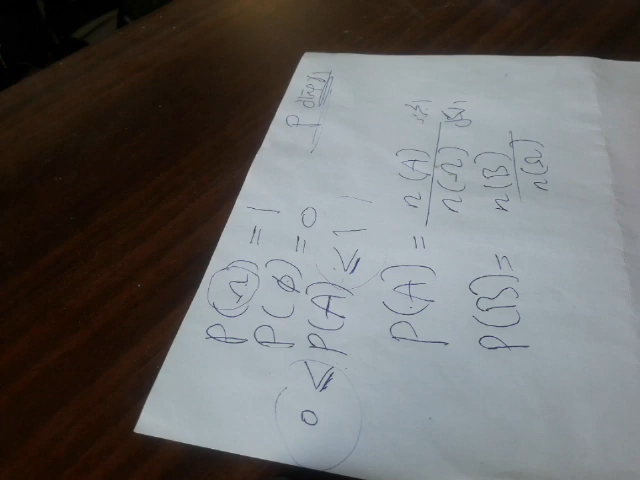 P(Ω) = 1
P(φ) = 0
0 ≤ P(A) ≤ 1
P(A) = n(A) / n(Ω)
P(B) = n(B) / n(Ω)